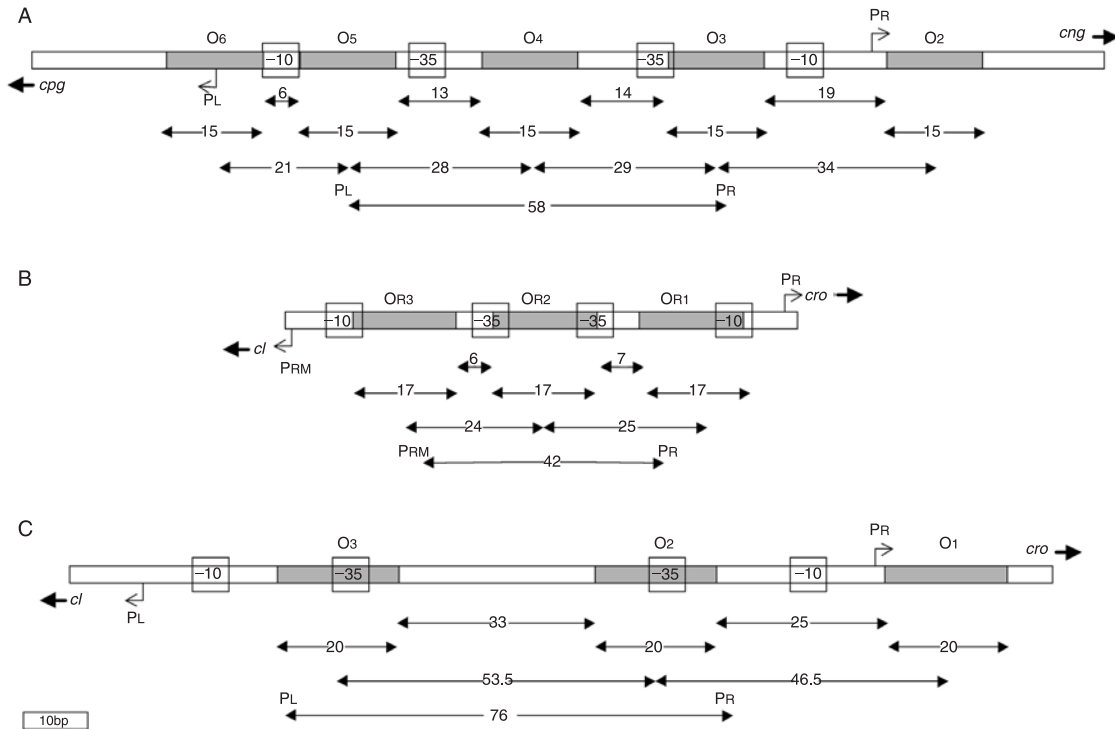 A
PR
O6 O5 O4 O3 O2 cng
−10 −35 −35 −10
cpg
PL
6 13 14 19
15 15 15 15 15
21 28 29 34
PL PR
58
B
PR
OR3 OR2 OR1 cro
−10 −35 −35 −10
cI
PRM
6 7
17 17 17
24 25
PRM PR
42
C
PR
O3 O2 O1 cro
−10 −35 −35 −10
cI
PL
33 25
20 20 20
53.5 46.5
PL PR
76
10bp